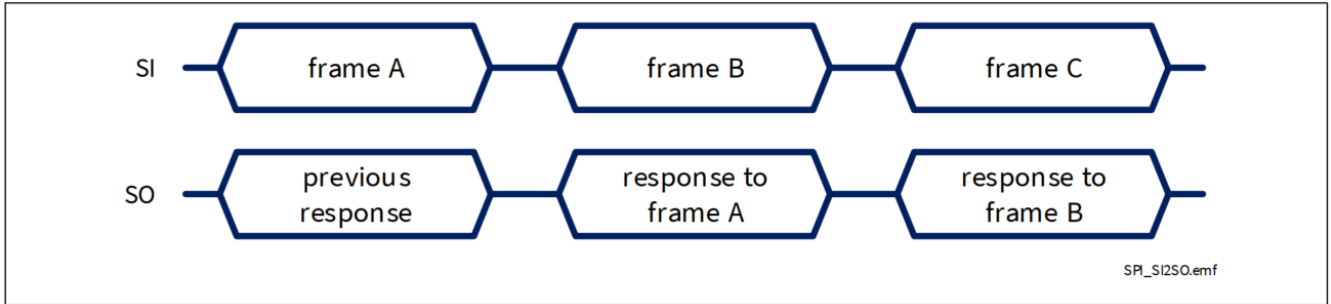 SI
frame A
frame B
frame C
SO
previous
response
response to
frame A
response to
frame B
SPI_SI2SO.emf